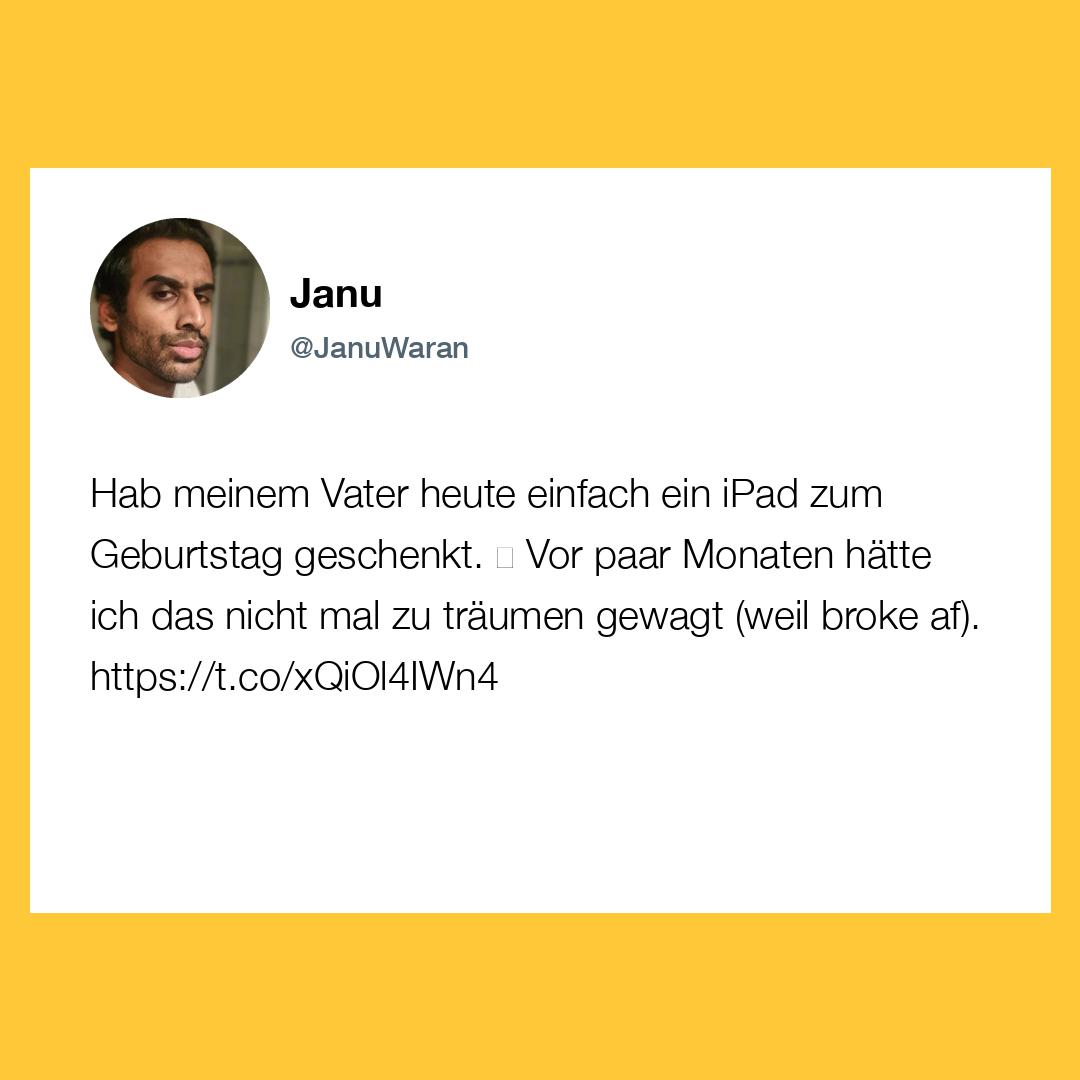 Janu
@JanuWaran
Hab meinem Vater heute einfach ein iPad zum
Geburtstag geschenkt. □ Vor paar Monaten hätte
ich das nicht mal zu träumen gewagt (weil broke af).
https://t.co/xQiOl4lWn4